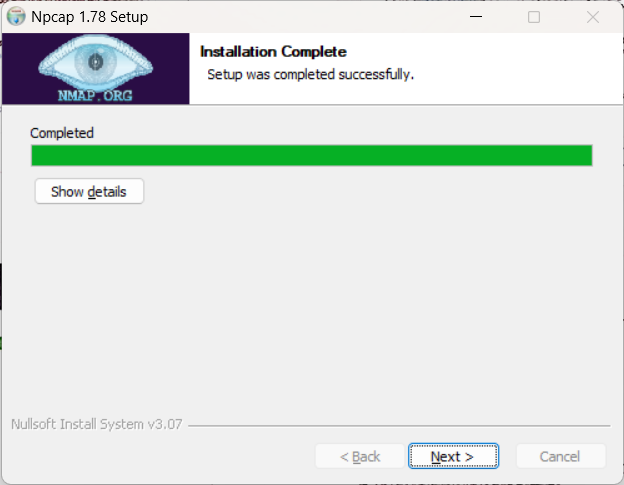 Npcap 1.78 Setup
NMAP.ORG
Installation Complete
Setup was completed successfully.
Completed
Show details
Nullsoft Install System v3.07
< Back
Next >
Cancel